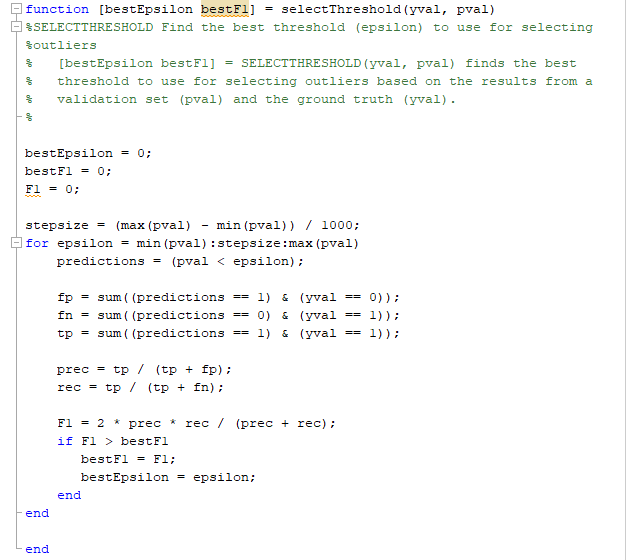 function [bestEpsilon bestF1] = selectThreshold(yval, pval)
%SELECTTHRESHOLD Find the best threshold (epsilon) to use for selecting
%outliers
%   [bestEpsilon bestF1] = SELECTTHRESHOLD(yval, pval) finds the best
%   threshold to use for selecting outliers based on the results from a
%   validation set (pval) and the ground truth (yval).
%
bestEpsilon = 0;
bestF1 = 0;
F1 = 0;
stepsize = (max(pval) - min(pval)) / 1000;
for epsilon = min(pval):stepsize:max(pval)
    predictions = (pval < epsilon);
    fp = sum((predictions == 1) & (yval == 0));
    fn = sum((predictions == 0) & (yval == 1));
    tp = sum((predictions == 1) & (yval == 1));
    prec = tp / (tp + fp);
    rec = tp / (tp + fn);
    F1 = 2 * prec * rec / (prec + rec);
    if F1 > bestF1
       bestF1 = F1;
       bestEpsilon = epsilon;
    end
end
end